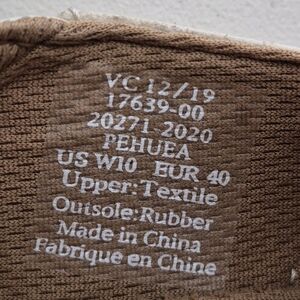 VC 12/19
17639-00
20271-2020
PEHUEA
US W10 EUR 40
Upper:Textile
Outsole:Rubber
Made in China
Fabrique en Chine